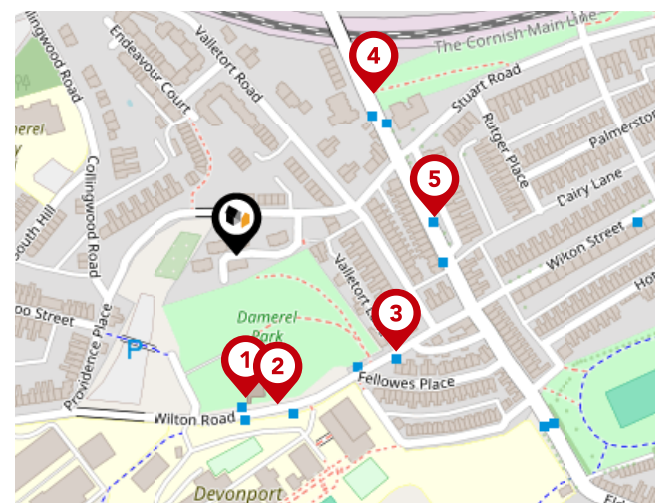 The Cornish Main Line
Collingwood Road
Endeavour Court
Valletort Road
Stuart Road
Rutger Place
Dairy Lane
Collingwood Road
South Hill
Wilton Street
Valletort
Damerel
Park
Providence Place
P
Fellowes Place
Wilton Road
Devonport
1
2
3
4
5